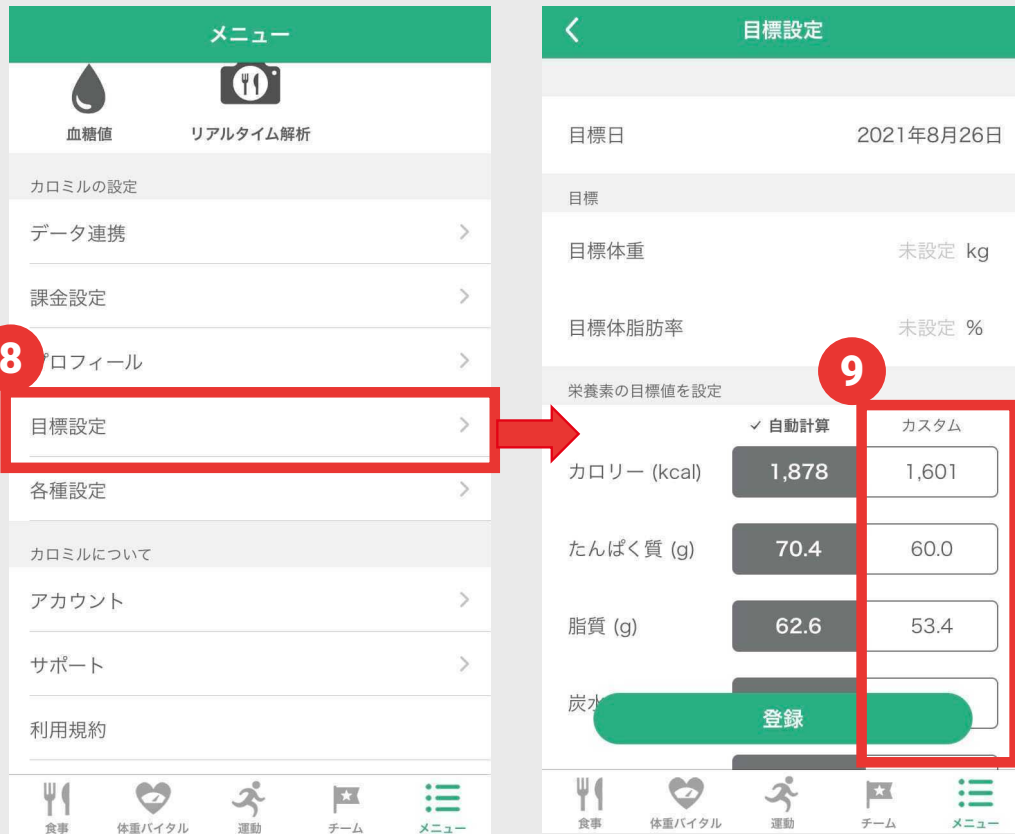 メニュー
血糖値
リアルタイム解析
カロミルの設定
データ連携
課金設定
プロフィール
8
目標設定
各種設定
カロミルについて
アカウント
サポート
利用規約
食事
体重バイタル
運動
チーム
メニュー
目標設定
目標日 2021年8月26日
目標
目標体重 未設定 kg
目標体脂肪率 未設定 %
9
栄養素の目標値を設定
✓ 自動計算 カスタム
カロリー (kcal) 1,878 1,601
たんぱく質 (g) 70.4 60.0
脂質 (g) 62.6 53.4
炭水
登録
食事
体重バイタル
運動
チーム
メニュー